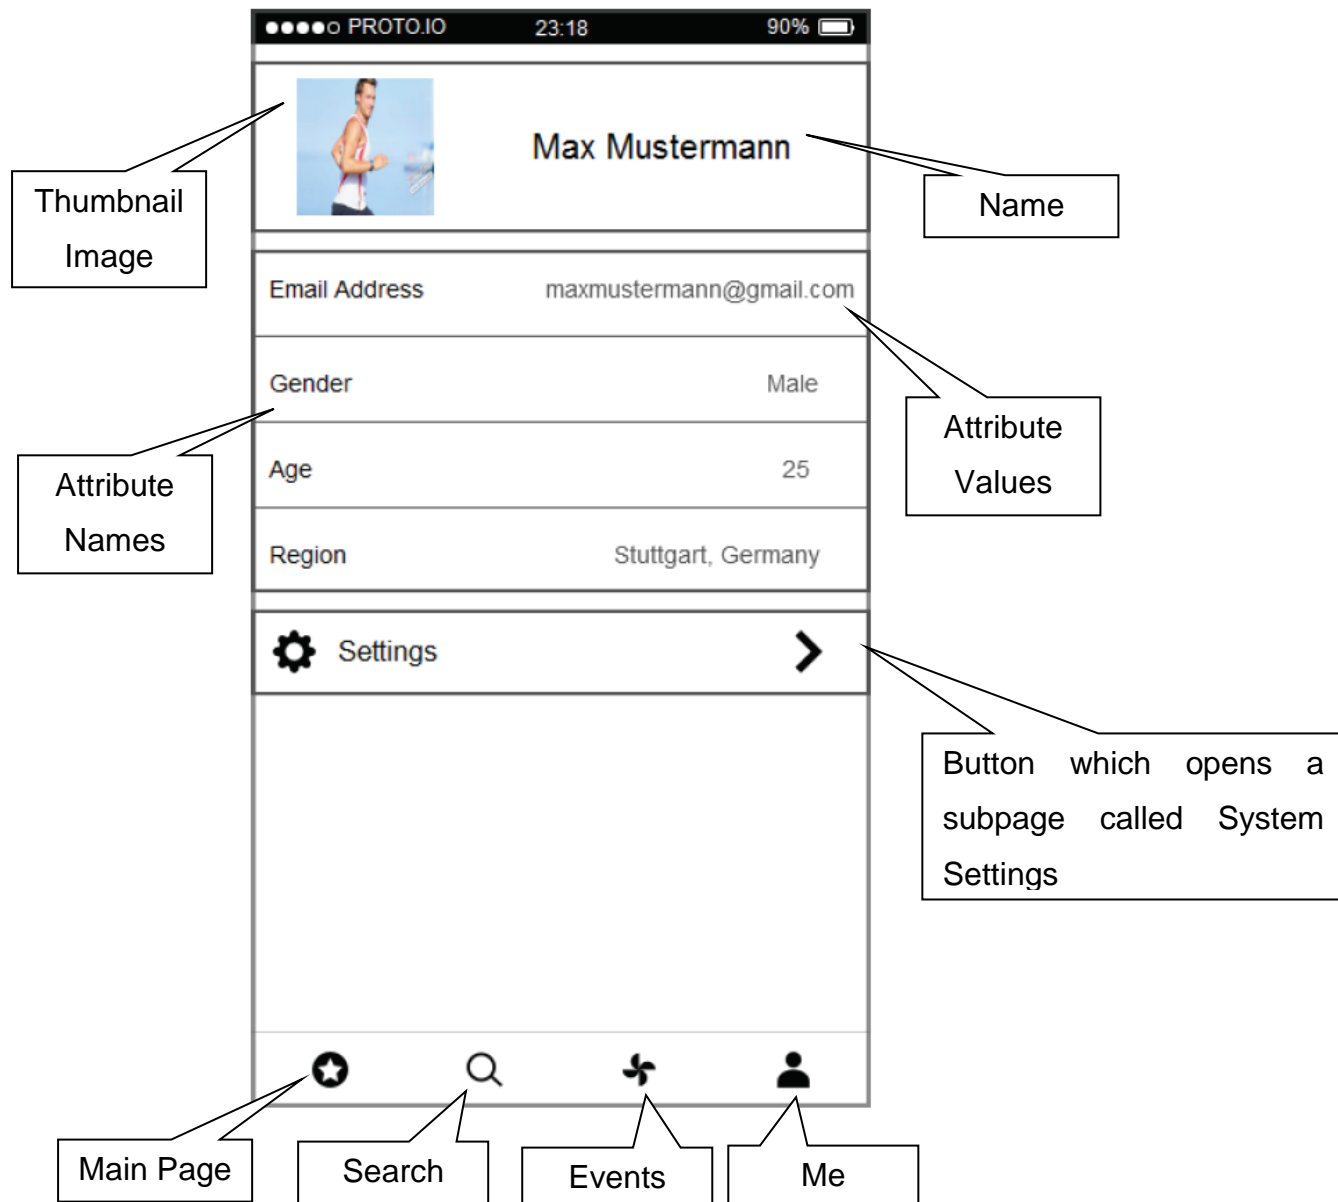 PROTO.IO 23:18 90%
Max Mustermann
Thumbnail
Image
Name
Email Address maxmustermann@gmail.com
Gender Male
Attribute
Values
Age 25
Attribute
Names
Region Stuttgart, Germany
Settings
Button which opens a
subpage called System
Settings
Main Page
Search
Events
Me